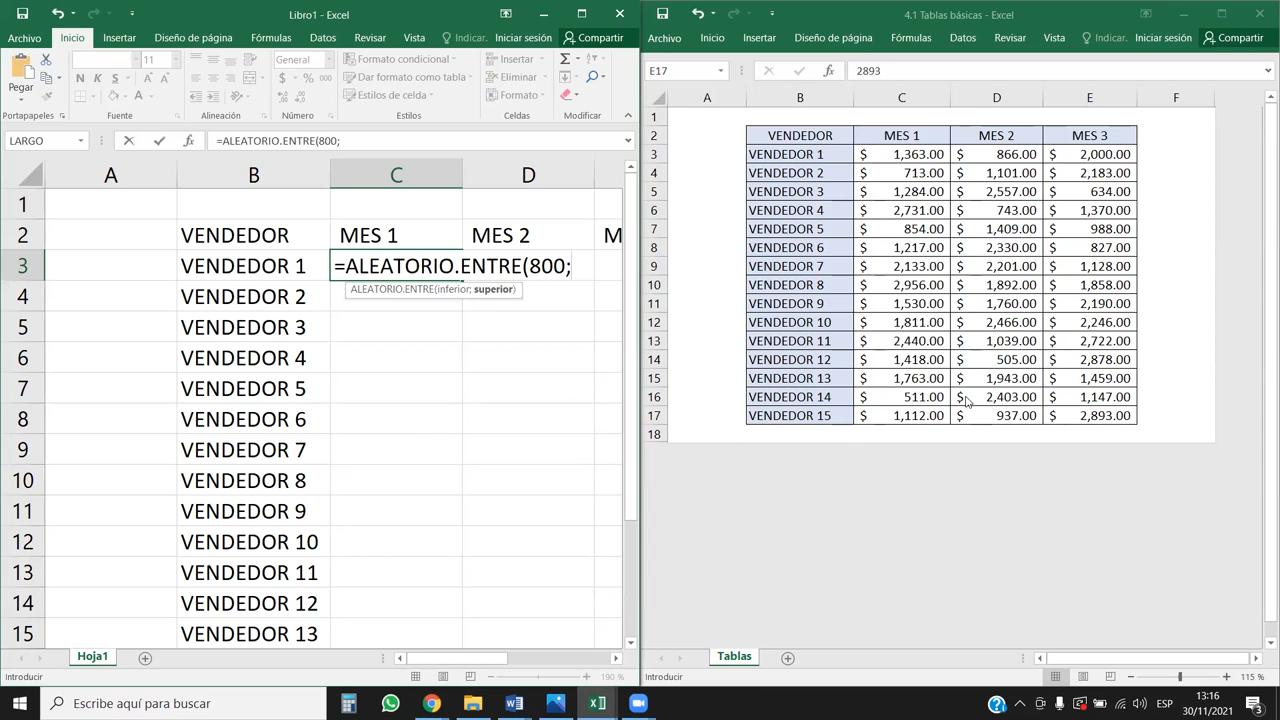 Libro1 - Excel
Archivo Inicio Insertar Diseño de página Fórmulas Datos Revisar Vista Indicar. Iniciar sesión Compartir
Pegar
11
General
Formato condicional
Dar formato como tabla
Estilos de celda
Insertar
Eliminar
Formato
Portapapeles Fuente Alineación Número Estilos Celdas Modificar
LARGO =ALEATORIO.ENTRE(800;
A B C D
1
2 VENDEDOR MES 1 MES 2 M
3 VENDEDOR 1 =ALEATORIO.ENTRE(800;
ALEATORIO.ENTRE(inferior; superior)
4 VENDEDOR 2
5 VENDEDOR 3
6 VENDEDOR 4
7 VENDEDOR 5
8 VENDEDOR 6
9 VENDEDOR 7
10 VENDEDOR 8
11 VENDEDOR 9
12 VENDEDOR 10
13 VENDEDOR 11
14 VENDEDOR 12
15 VENDEDOR 13
Hoja1
Introducir 190 %
4.1 Tablas básicas - Excel
Archivo Inicio Insertar Diseño de página Fórmulas Datos Revisar Vista Indicar. Iniciar sesión Compartir
E17 2893
A B C D E F
1
2 VENDEDOR MES 1 MES 2 MES 3
3 VENDEDOR 1 $ 1,363.00 $ 866.00 $ 2,000.00
4 VENDEDOR 2 $ 713.00 $ 1,101.00 $ 2,183.00
5 VENDEDOR 3 $ 1,284.00 $ 2,557.00 $ 634.00
6 VENDEDOR 4 $ 2,731.00 $ 743.00 $ 1,370.00
7 VENDEDOR 5 $ 854.00 $ 1,409.00 $ 988.00
8 VENDEDOR 6 $ 1,217.00 $ 2,330.00 $ 827.00
9 VENDEDOR 7 $ 2,133.00 $ 2,201.00 $ 1,128.00
10 VENDEDOR 8 $ 2,956.00 $ 1,892.00 $ 1,858.00
11 VENDEDOR 9 $ 1,530.00 $ 1,760.00 $ 2,190.00
12 VENDEDOR 10 $ 1,811.00 $ 2,466.00 $ 2,246.00
13 VENDEDOR 11 $ 2,440.00 $ 1,039.00 $ 2,722.00
14 VENDEDOR 12 $ 1,418.00 $ 505.00 $ 2,878.00
15 VENDEDOR 13 $ 1,763.00 $ 1,943.00 $ 1,459.00
16 VENDEDOR 14 $ 511.00 $ 2,403.00 $ 1,147.00
17 VENDEDOR 15 $ 1,112.00 $ 937.00 $ 2,893.00
18
Tablas
Introducir 115 %
Escribe aquí para buscar
ESP
13:16
30/11/2021
3